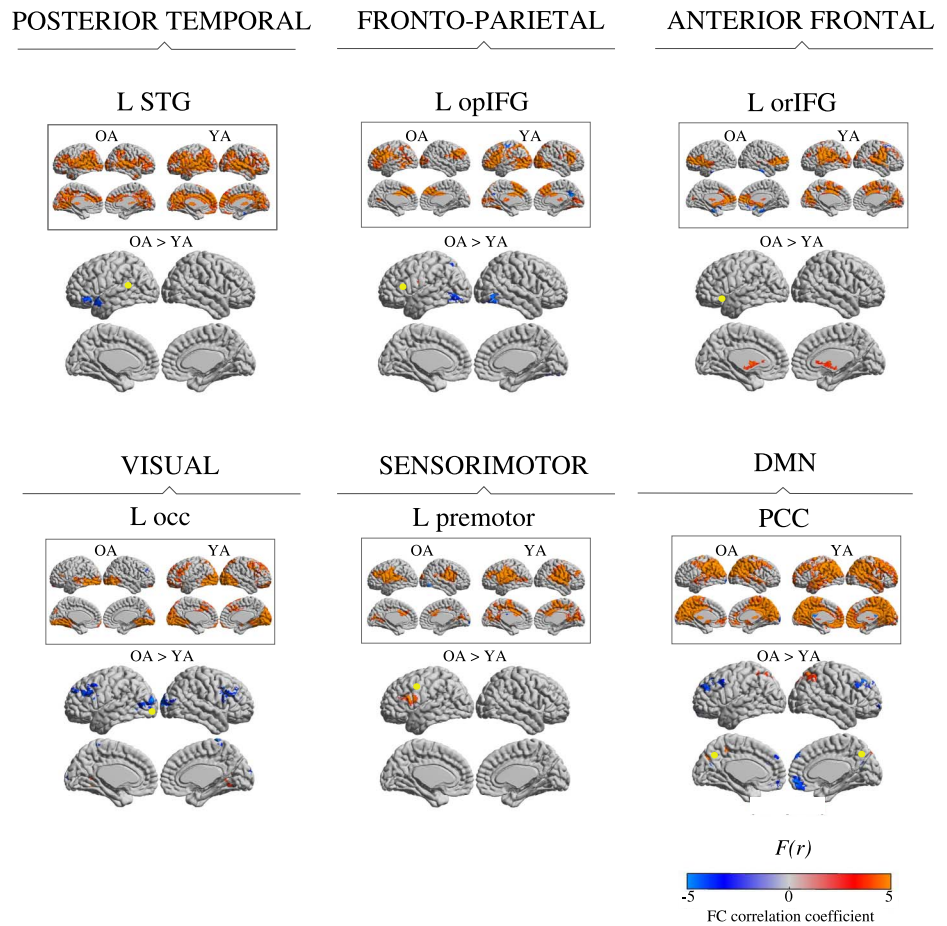 POSTERIOR TEMPORAL
FRONTO-PARIETAL
ANTERIOR FRONTAL
L STG
L opIFG
L orIFG
OA YA
OA YA
OA YA
OA > YA
OA > YA
OA > YA
VISUAL
SENSORIMOTOR
DMN
L occ
L premotor
PCC
OA YA
OA YA
OA YA
OA > YA
OA > YA
OA > YA
F(r)
-5 0 5
FC correlation coefficient